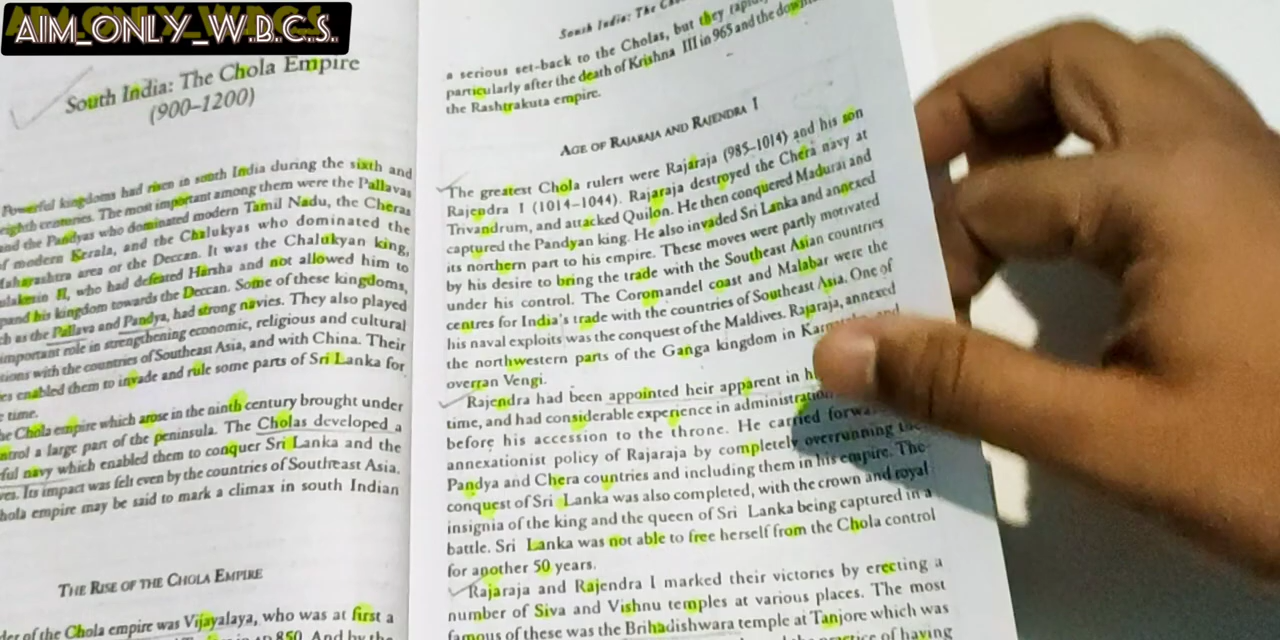 AIM_ONLY_W.B.C.S.
South India: The Chola Empire
(900–1200)
Powerful kingdoms had risen in south India during the sixth and
eighth centuries. The most important among them were the Pallavas
and the Pandyas who dominated modern Tamil Nadu, the Cheras
of modern Kerala, and the Chalukyas who dominated the
Maharashtra area or the Deccan. It was the Chalukyan king,
II, who had defeated Harsha and not allowed him to
his kingdom towards the Deccan. Some of these kingdoms,
as the Pallava and Pandya, had strong navies. They also played
important role in strengthening economic, religious and cultural
with the countries of Southeast Asia, and with China. Their
enabled them to invade and rule some parts of Sri Lanka for
time.
Chola empire which arose in the ninth century brought under
a large part of the peninsula. The Cholas developed a
navy which enabled them to conquer Sri Lanka and the
Its impact was felt even by the countries of Southeast Asia.
empire may be said to mark a climax in south Indian
THE RISE OF THE CHOLA EMPIRE
of the Chola empire was Vijayalaya, who was at first a
850. And by the
South India: The
a serious set-back to the Cholas, but they
particularly after the death of Krishna III in 965 and the
the Rashtrakuta empire.
AGE OF RAJARAJA AND RAJENDRA I
The greatest Chola rulers were Rajaraja (985–1014) and his son
Rajendra I (1014–1044). Rajaraja destroyed the Chera navy at
Trivandrum, and attacked Quilon. He then conquered Madurai and
captured the Pandyan king. He also invaded Sri Lanka and annexed
its northern part to his empire. These moves were partly motivated
by his desire to bring the trade with the Southeast Asian countries
under his control. The Coromandel coast and Malabar were the
centres for India's trade with the countries of Southeast Asia. One of
his naval exploits was the conquest of the Maldives. Rajaraja, annexed
the northwestern parts of the Ganga kingdom in and
overran Vengi.
Rajendra had been appointed heir apparent in
time, and had considerable experience in administration
before his accession to the throne. He carried
annexationist policy of Rajaraja by completely overrunning the
Pandya and Chera countries and including them in his empire. The
conquest of Sri Lanka was also completed, with the crown and royal
insignia of the king and the queen of Sri Lanka being captured in a
battle. Sri Lanka was not able to free herself from the Chola control
for another 50 years.
Rajaraja and Rajendra I marked their victories by erecting a
number of Siva and Vishnu temples at various places. The most
famous of these was the Brihadishwara temple at Tanjore which was
practice of having